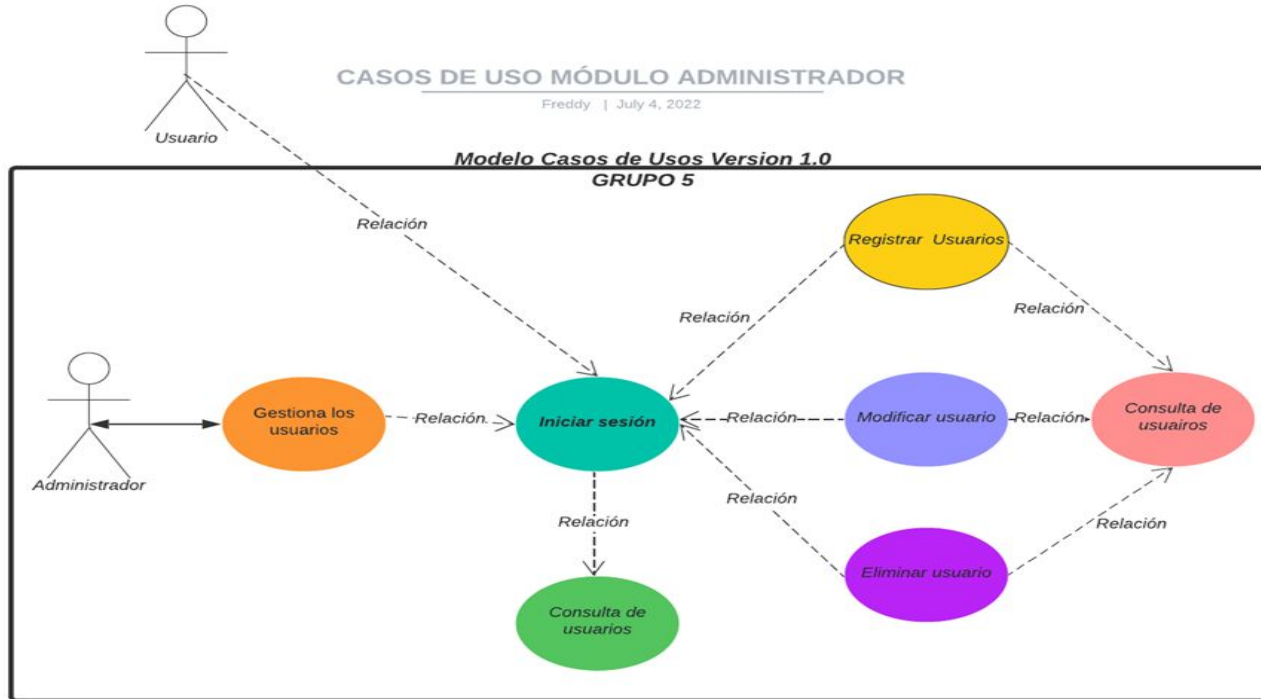 CASOS DE USO MÓDULO ADMINISTRADOR
Freddy | July 4, 2022
Usuario
Modelo Casos de Usos Version 1.0
GRUPO 5
Relación
Registrar Usuarios
Relación
Relación
Administrador
Gestiona los
usuarios
Relación
Iniciar sesión
Relación
Modificar usuario
Relación
Consulta de
usuairos
Relación
Relación
Relación
Eliminar usuario
Consulta de
usuarios